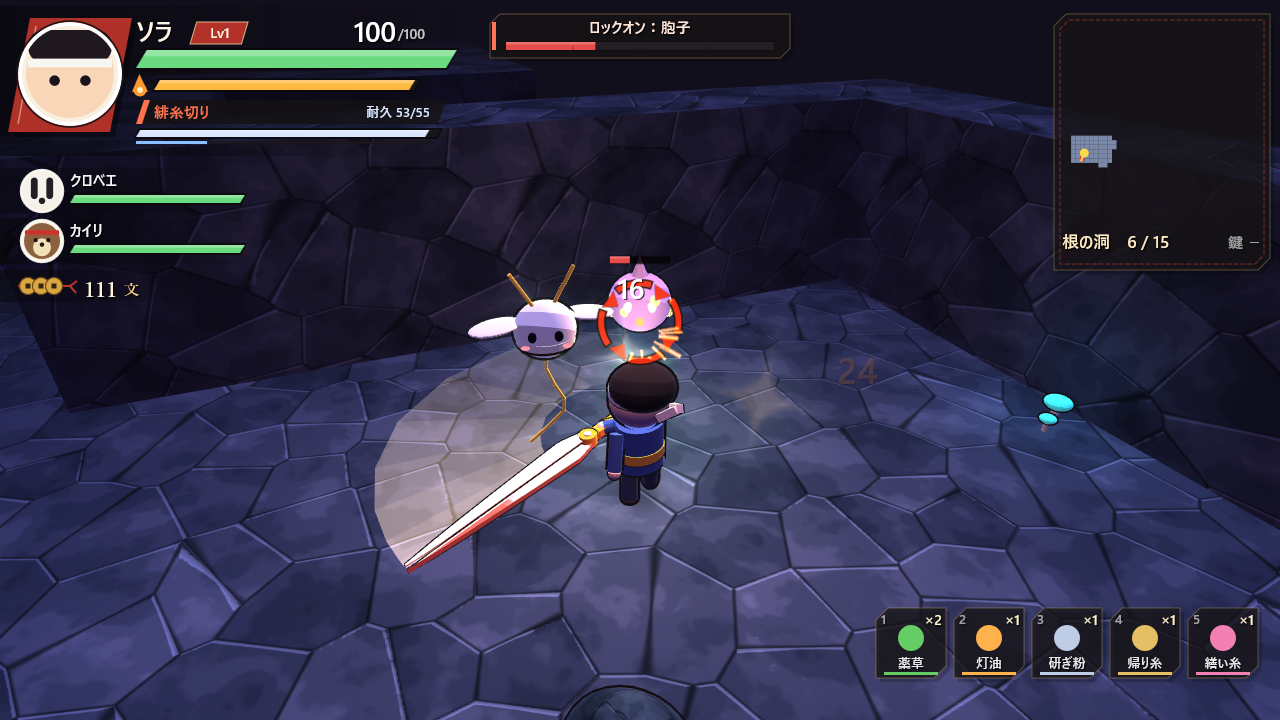 ソラ Lv1 100/100
緋糸切り 耐久 53/55
クロベエ
カイリ
111 文
ロックオン：胞子
根の洞 6 / 15 鍵 –
16
24
1 ×2 薬草
2 ×1 灯油
3 ×1 研ぎ粉
4 ×1 帰り糸
5 ×1 繕い糸